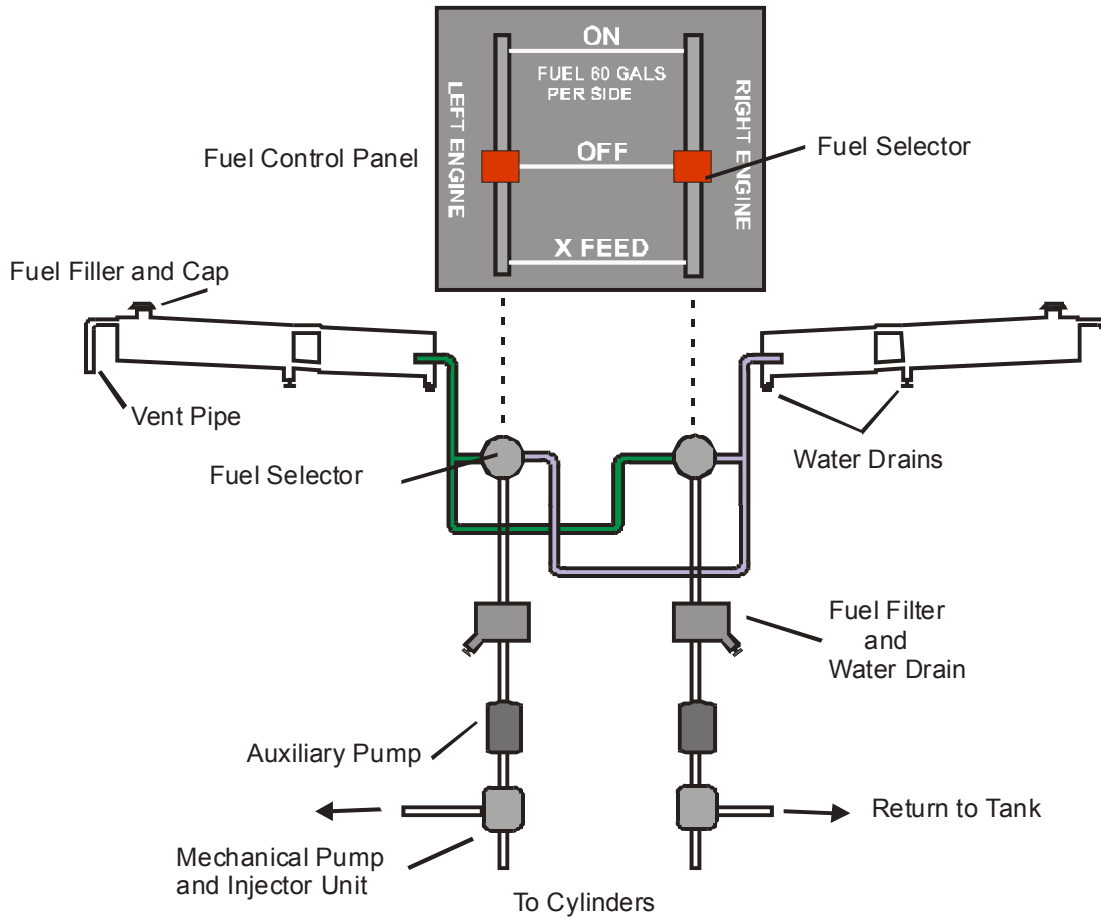 ON
FUEL 60 GALS
PER SIDE
LEFT ENGINE
RIGHT ENGINE
OFF
X FEED
Fuel Control Panel
Fuel Selector
Fuel Filler and Cap
Vent Pipe
Fuel Selector
Water Drains
Fuel Filter
and
Water Drain
Auxiliary Pump
Return to Tank
Mechanical Pump
and Injector Unit
To Cylinders